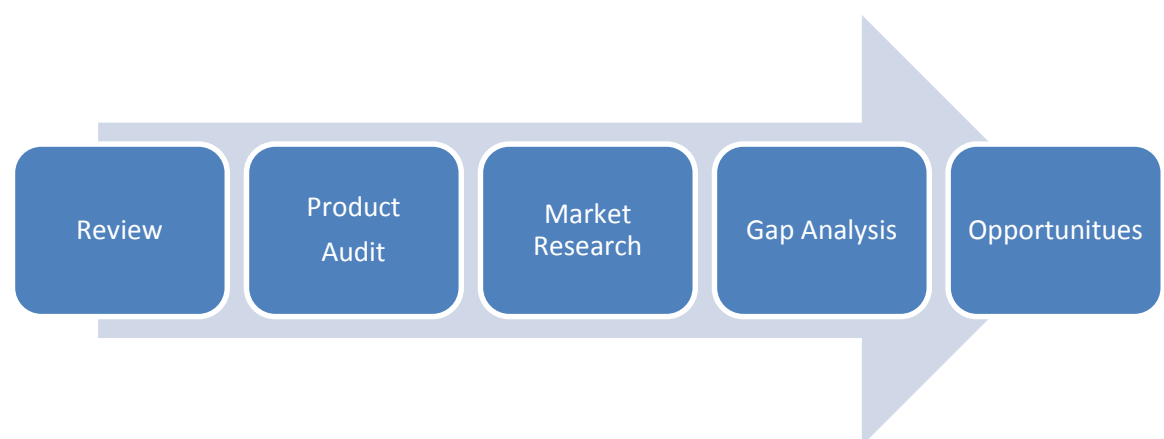 Review
Product
Audit
Market
Research
Gap Analysis
Opportunitues